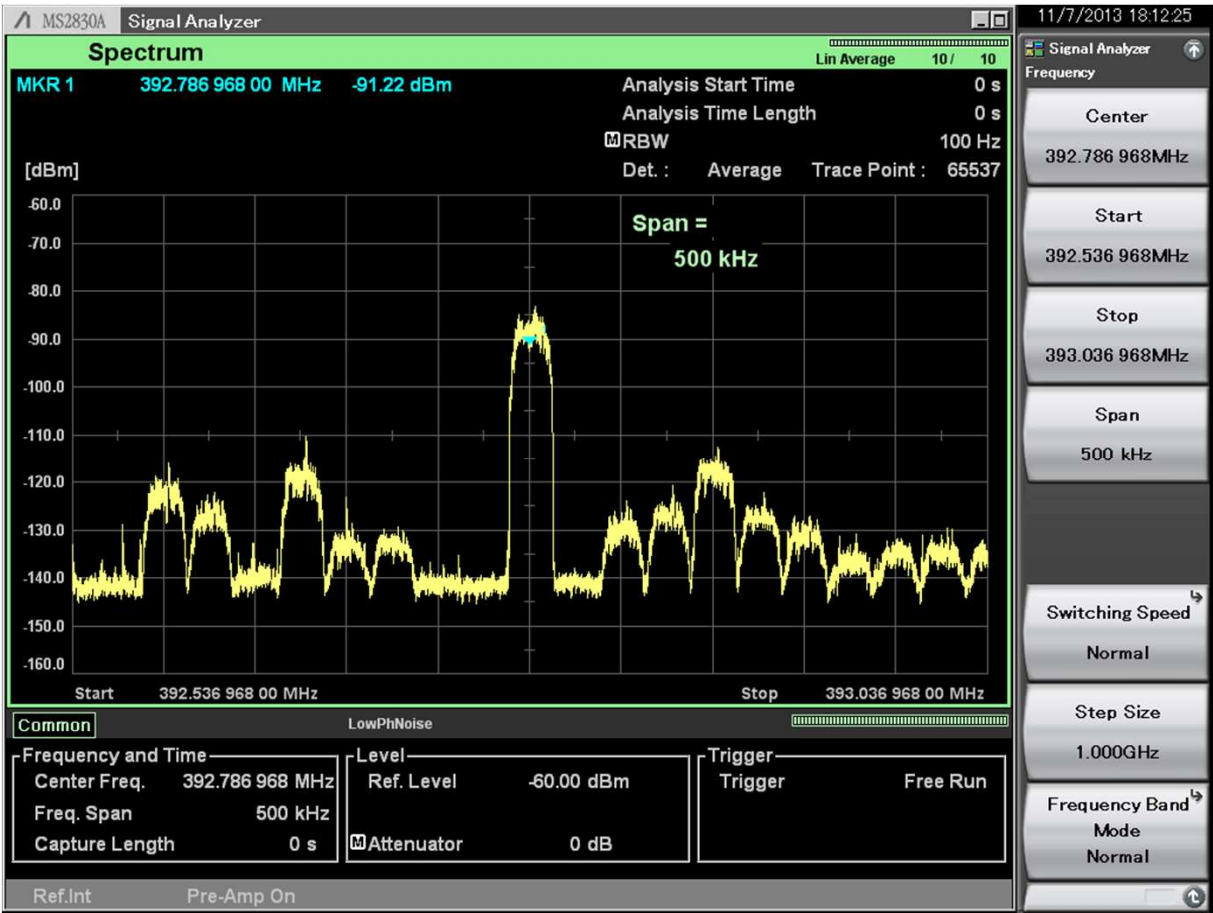 MS2830A Signal Analyzer
11/7/2013 18:12:25
Spectrum
Lin Average 10/ 10
MKR 1 392.786 968 00 MHz -91.22 dBm
Analysis Start Time 0 s
Analysis Time Length 0 s
M RBW 100 Hz
[dBm]
Det. : Average Trace Point : 65537
Span =
500 kHz
-60.0
-70.0
-80.0
-90.0
-100.0
-110.0
-120.0
-130.0
-140.0
-150.0
-160.0
Start 392.536 968 00 MHz
Stop 393.036 968 00 MHz
Common
LowPhNoise
Frequency and Time
Center Freq. 392.786 968 MHz
Freq. Span 500 kHz
Capture Length 0 s
Level
Ref. Level -60.00 dBm
M Attenuator 0 dB
Trigger
Trigger Free Run
Ref.Int Pre-Amp On
Signal Analyzer
Frequency
Center
392.786 968MHz
Start
392.536 968MHz
Stop
393.036 968MHz
Span
500 kHz
Switching Speed
Normal
Step Size
1.000GHz
Frequency Band
Mode
Normal